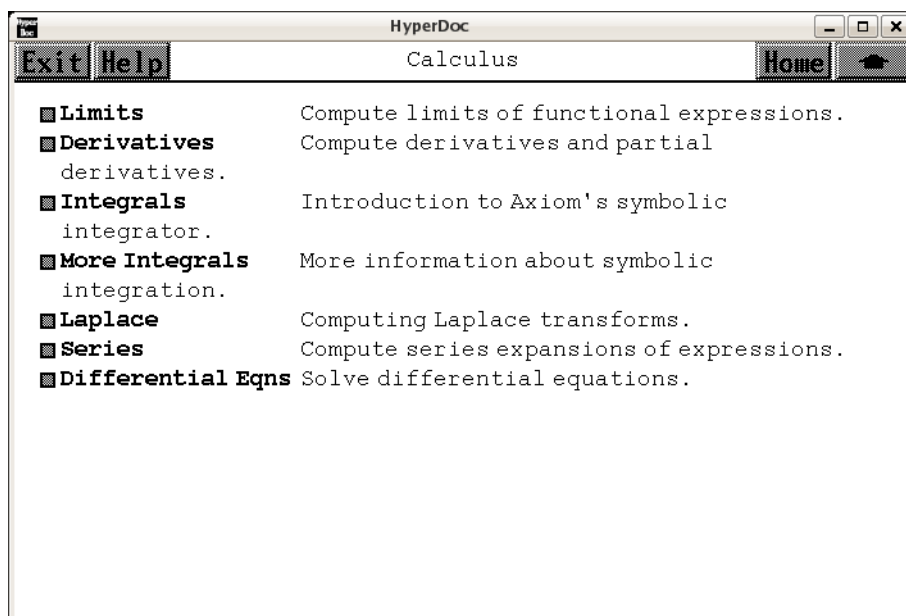 Hyper Doc
HyperDoc
Exit Help Calculus Home
Limits Compute limits of functional expressions.
Derivatives Compute derivatives and partial
derivatives.
Integrals Introduction to Axiom's symbolic
integrator.
More Integrals More information about symbolic
integration.
Laplace Computing Laplace transforms.
Series Compute series expansions of expressions.
Differential Eqns Solve differential equations.